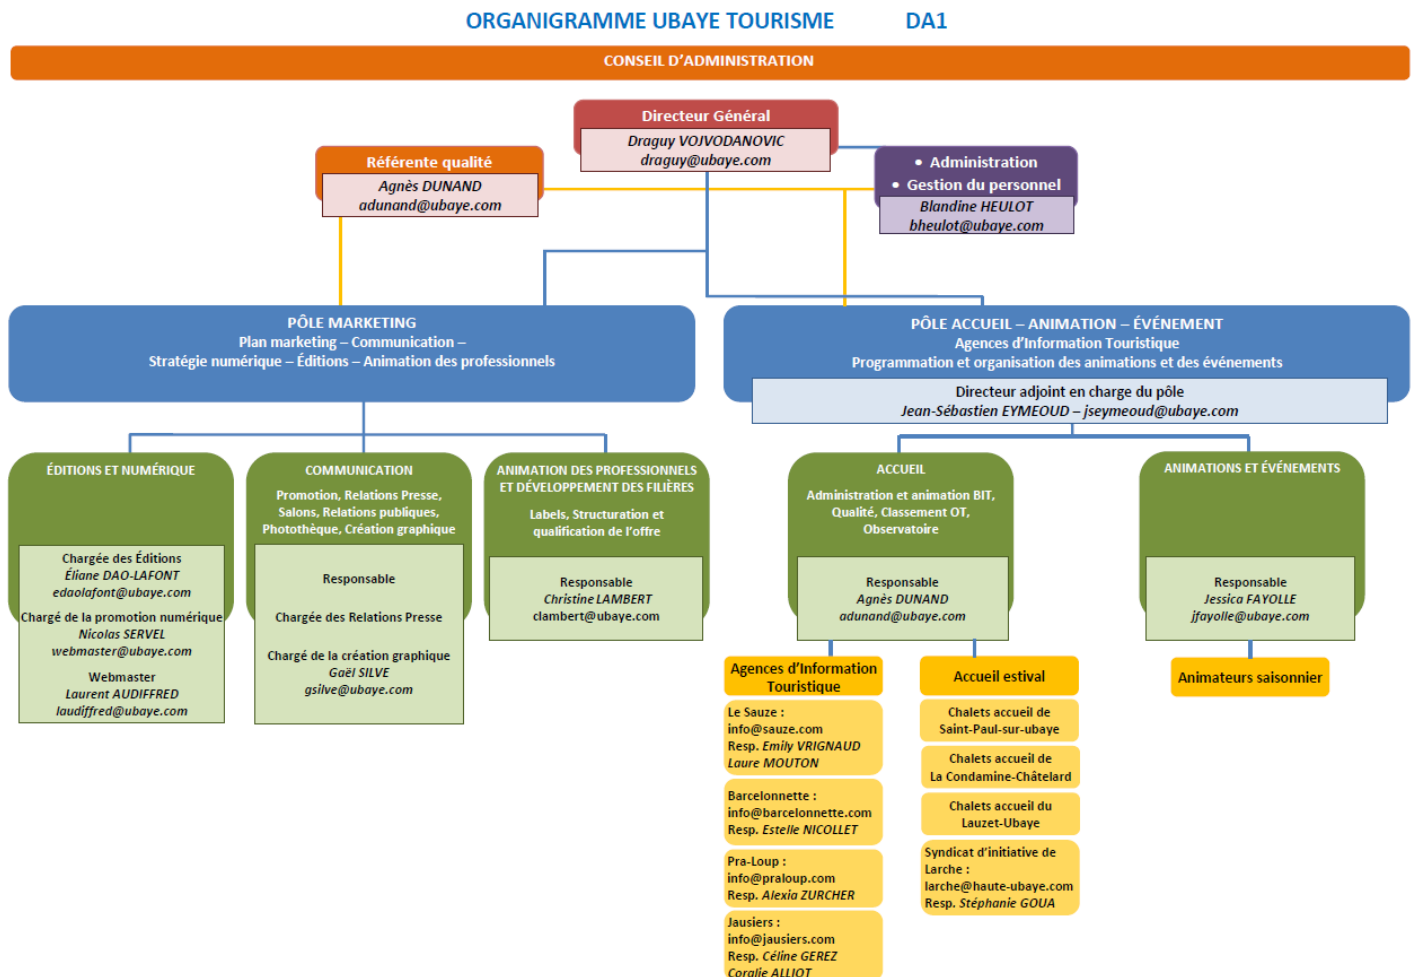 ORGANIGRAMME UBAYE TOURISME DA1
CONSEIL D'ADMINISTRATION
Directeur Général
Draguy VOJVODANOVIC
draguy@ubaye.com
Référente qualité
Agnès DUNAND
adunand@ubaye.com
• Administration
• Gestion du personnel
Blandine HEULOT
bheulot@ubaye.com
PÔLE MARKETING
Plan marketing – Communication –
Stratégie numérique – Éditions – Animation des professionnels
PÔLE ACCUEIL – ANIMATION – ÉVÉNEMENT
Agences d'Information Touristique
Programmation et organisation des animations et des événements
Directeur adjoint en charge du pôle
Jean-Sébastien EYMEOUD – jseymeoud@ubaye.com
ÉDITIONS ET NUMÉRIQUE
Chargée des Éditions
Éliane DAO-LAFONT
edaolafont@ubaye.com
Chargé de la promotion numérique
Nicolas SERVEL
webmaster@ubaye.com
Webmaster
Laurent AUDIFFRED
laudiffred@ubaye.com
COMMUNICATION
Promotion, Relations Presse,
Salons, Relations publiques,
Photothèque, Création graphique
Responsable
Chargée des Relations Presse
Chargé de la création graphique
Gaël SILVE
gsilve@ubaye.com
ANIMATION DES PROFESSIONNELS
ET DÉVELOPPEMENT DES FILIÈRES
Labels, Structuration et
qualification de l'offre
Responsable
Christine LAMBERT
clambert@ubaye.com
ACCUEIL
Administration et animation BIT,
Qualité, Classement OT,
Observatoire
Responsable
Agnès DUNAND
adunand@ubaye.com
ANIMATIONS ET ÉVÉNEMENTS
Responsable
Jessica FAYOLLE
jfayolle@ubaye.com
Agences d'Information
Touristique
Le Sauze :
info@sauze.com
Resp. Emily VRIGNAUD
Laure MOUTON
Barcelonnette :
info@barcelonnette.com
Resp. Estelle NICOLLET
Pra-Loup :
info@praloup.com
Resp. Alexia ZURCHER
Jausiers :
info@jausiers.com
Resp. Céline GEREZ
Coralie ALLIOT
Accueil estival
Chalets accueil de
Saint-Paul-sur-ubaye
Chalets accueil de
La Condamine-Châtelard
Chalets accueil du
Lauzet-Ubaye
Syndicat d'initiative de
Larche :
larche@haute-ubaye.com
Resp. Stéphanie GOUA
Animateurs saisonnier